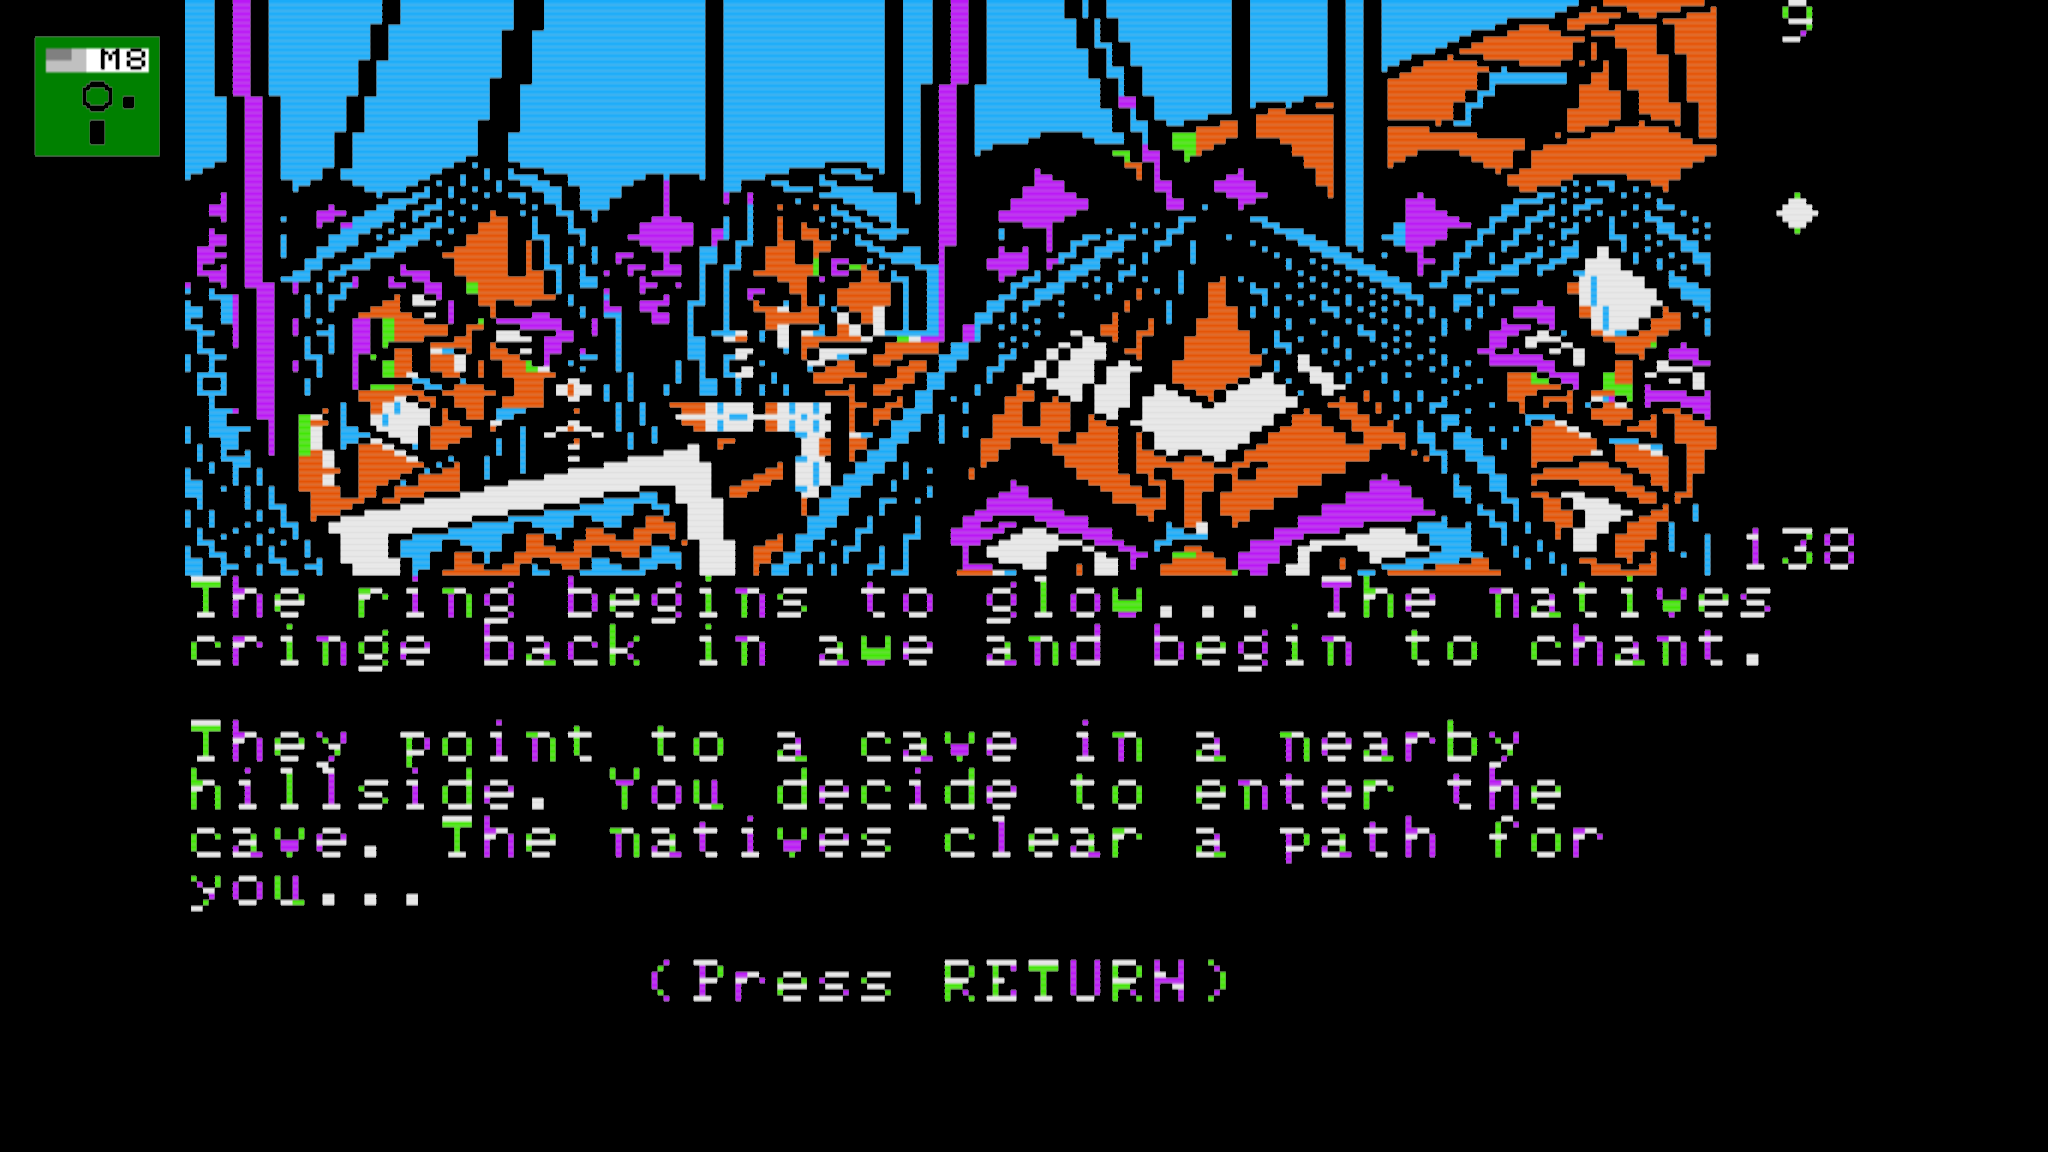 M8
9
138
The ring begins to glow... The natives
cringe back in awe and begin to chant.
They point to a cave in a nearby
hillside. You decide to enter the
cave. The natives clear a path for
you...
(Press RETURN)